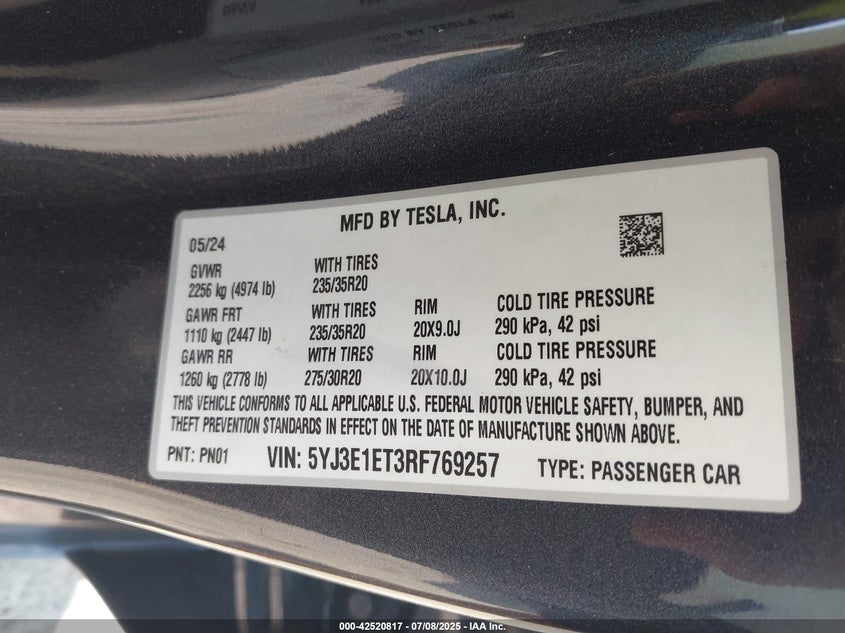 MFD BY TESLA, INC.
05/24
GVWR WITH TIRES
2256 kg (4974 lb) 235/35R20
GAWR FRT WITH TIRES RIM COLD TIRE PRESSURE
1110 kg (2447 lb) 235/35R20 20X9.0J 290 kPa, 42 psi
GAWR RR WITH TIRES RIM COLD TIRE PRESSURE
1260 kg (2778 lb) 275/30R20 20X10.0J 290 kPa, 42 psi
THIS VEHICLE CONFORMS TO ALL APPLICABLE U.S. FEDERAL MOTOR VEHICLE SAFETY, BUMPER, AND
THEFT PREVENTION STANDARDS IN EFFECT ON THE DATE OF MANUFACTURE SHOWN ABOVE.
PNT: PN01 VIN: 5YJ3E1ET3RF769257 TYPE: PASSENGER CAR
000-42520817 - 07/08/2025 - IAA Inc.